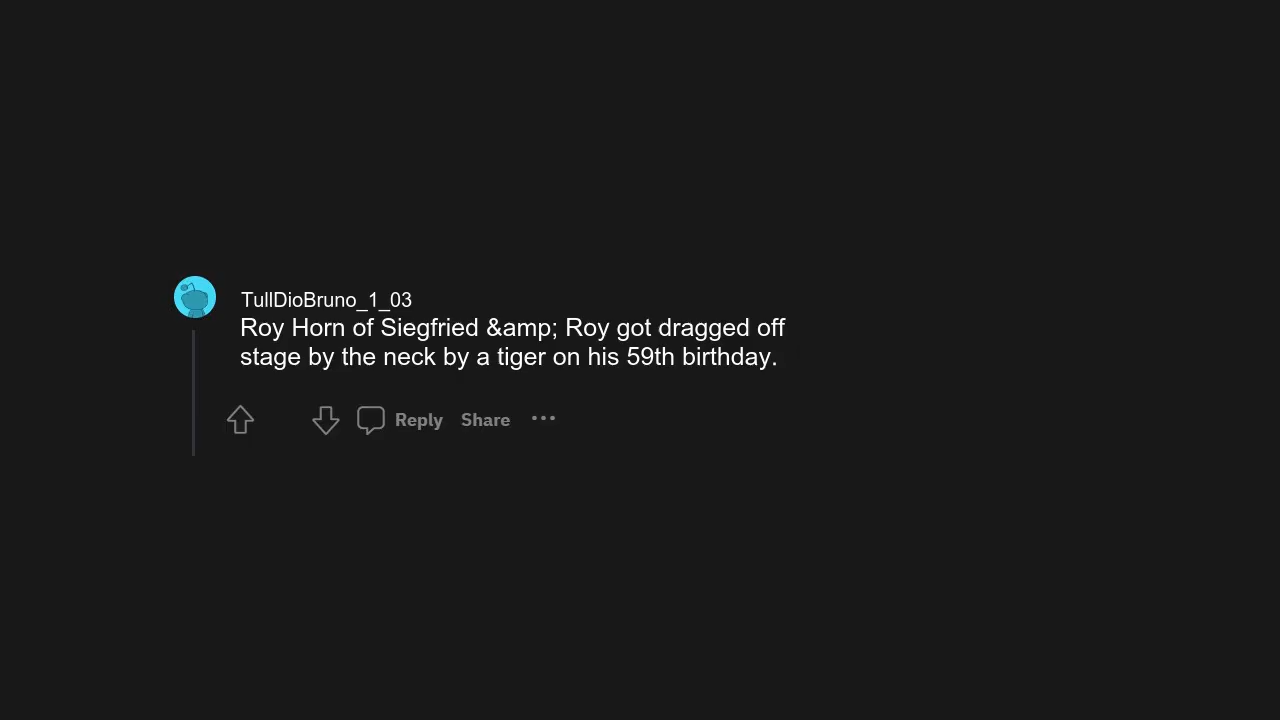 TullDioBruno_1_03
Roy Horn of Siegfried &amp; Roy got dragged off
stage by the neck by a tiger on his 59th birthday.
Reply Share